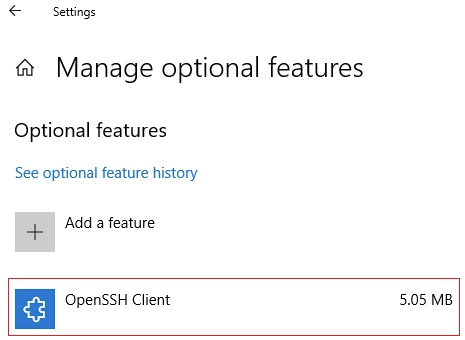 Settings
Manage optional features
Optional features
See optional feature history
Add a feature
OpenSSH Client 5.05 MB